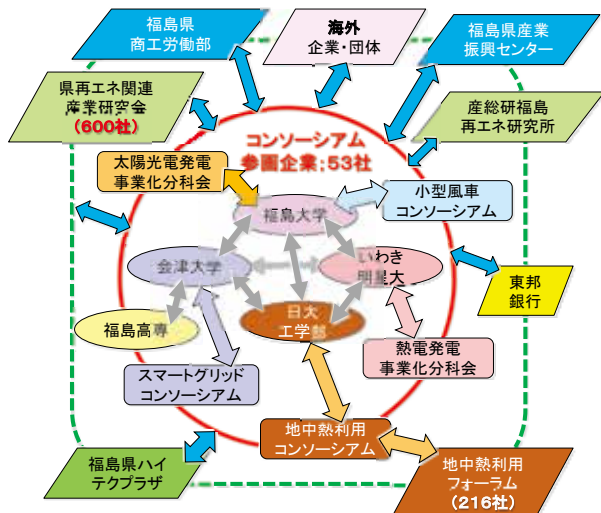 福島県
商工労働部
海外
企業・団体
福島県産業
振興センター
県再エネ関連
産業研究会
(600社)
産総研福島
再エネ研究所
コンソーシアム
参画企業;53社
太陽光電発電
事業化分科会
小型風車
コンソーシアム
福島大学
会津大学
いわき
明星大
東邦
銀行
福島高専
日大
工学部
熱電発電
事業化分科会
スマートグリッド
コンソーシアム
地中熱利用
コンソーシアム
福島県ハイ
テクプラザ
地中熱利用
フォーラム
(216社)